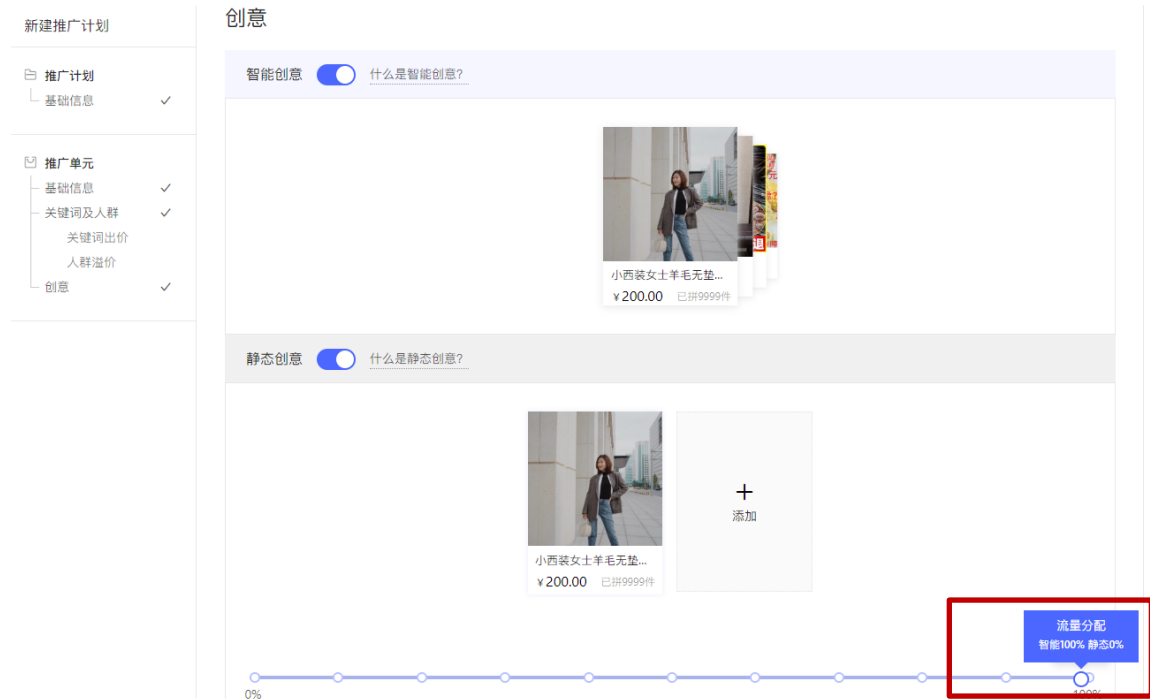 新建推广计划
推广计划
基础信息
推广单元
基础信息
关键词及人群
关键词出价
人群溢价
创意
创意
智能创意 什么是智能创意?
元
退
小西装女士羊毛无垫...
¥200.00 已拼9999件
静态创意 什么是静态创意?
小西装女士羊毛无垫...
¥200.00 已拼9999件
添加
流量分配
智能100% 静态0%
0%
100%